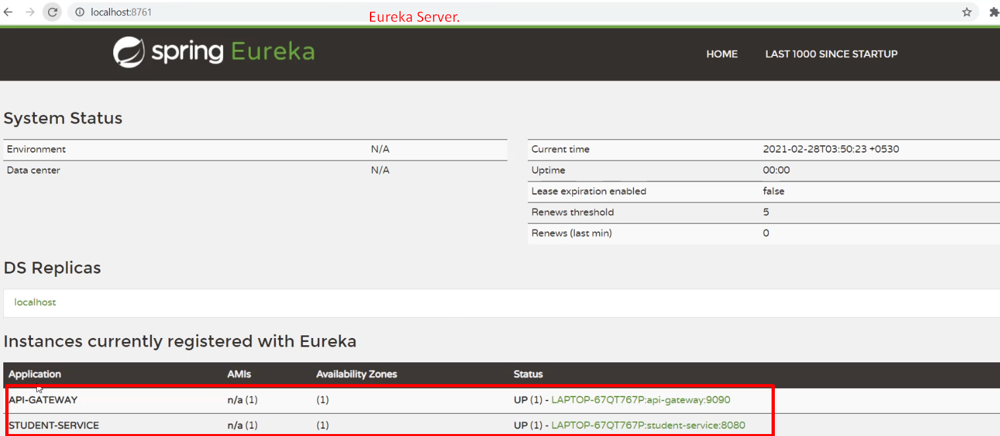 localhost:8761
Eureka Server.
spring Eureka
HOME LAST 1000 SINCE STARTUP
System Status
Environment N/A
Data center N/A
Current time 2021-02-28T03:50:23 +0530
Uptime 00:00
Lease expiration enabled false
Renews threshold 5
Renews (last min) 0
DS Replicas
localhost
Instances currently registered with Eureka
Application AMIs Availability Zones Status
API-GATEWAY n/a (1) (1) UP (1) - LAPTOP-67QT767P:api-gateway:9090
STUDENT-SERVICE n/a (1) (1) UP (1) - LAPTOP-67QT767P:student-service:8080